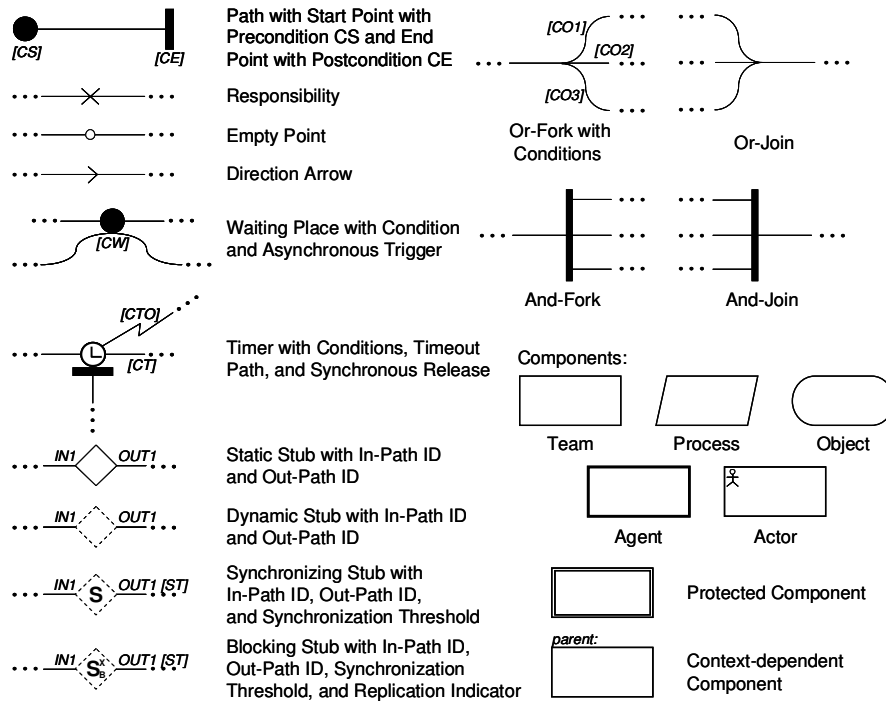 Path with Start Point with
Precondition CS and End
Point with Postcondition CE
[CS]
[CE]
Responsibility
Empty Point
Direction Arrow
[CW]
Waiting Place with Condition
and Asynchronous Trigger
[CTO]
[CT]
Timer with Conditions, Timeout
Path, and Synchronous Release
IN1 OUT1
Static Stub with In-Path ID
and Out-Path ID
IN1 OUT1
Dynamic Stub with In-Path ID
and Out-Path ID
IN1 S OUT1 [ST]
Synchronizing Stub with
In-Path ID, Out-Path ID,
and Synchronization Threshold
IN1 S X B OUT1 [ST]
Blocking Stub with In-Path ID,
Out-Path ID, Synchronization
Threshold, and Replication Indicator
[CO1]
[CO2]
[CO3]
Or-Fork with
Conditions
Or-Join
And-Fork
And-Join
Components:
Team
Process
Object
Agent
Actor
Protected Component
parent:
Context-dependent
Component